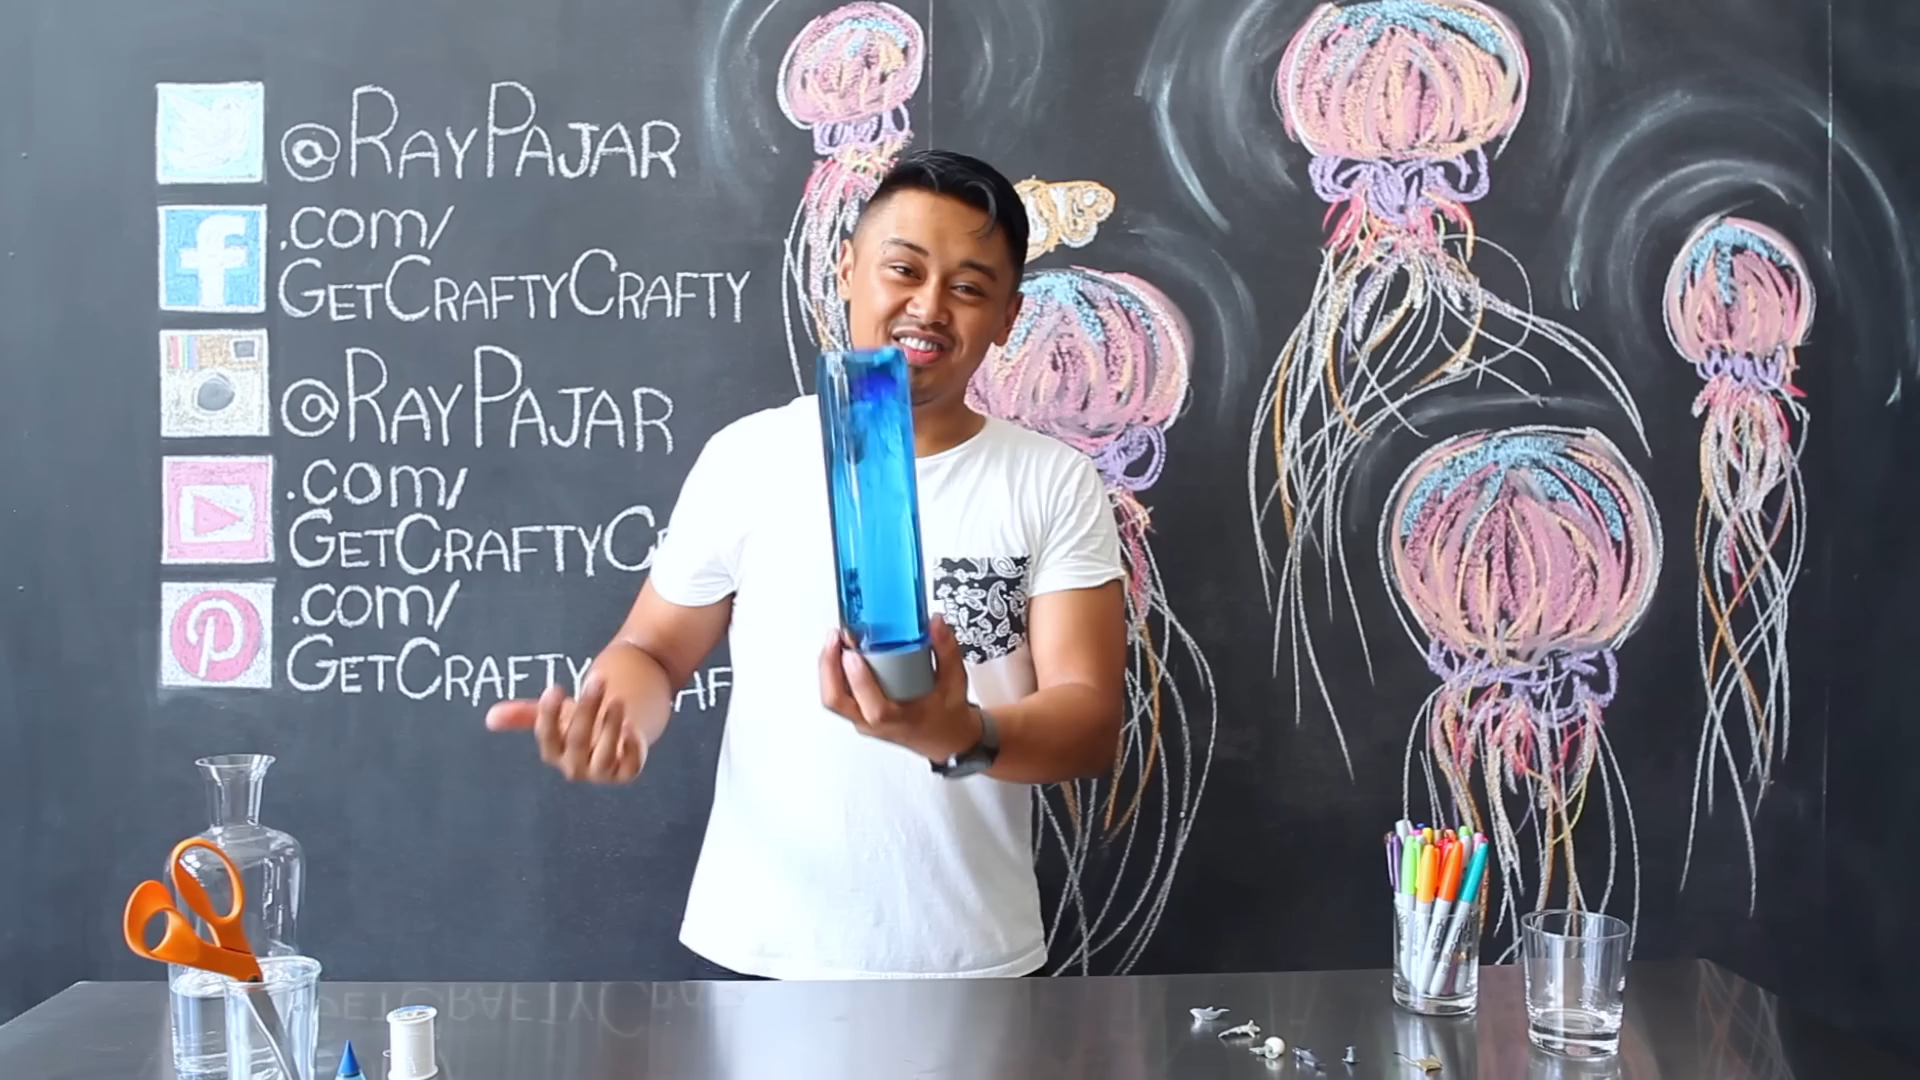 @RAYPAJAR
.com/
GETCRAFTYCRAFTY
@RAYPAJAR
.com/
GETCRAFTYC
.com/
GETCRAFTY